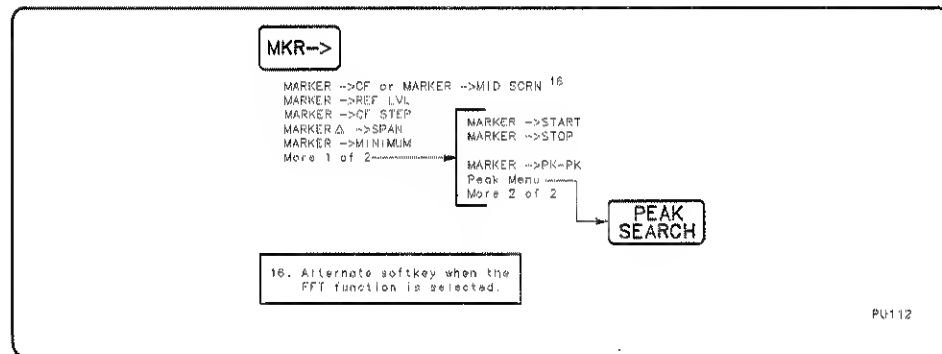 MKR-->
MARKER -->CF or MARKER -->MID SCRN 16
MARKER -->REF LVL
MARKER -->CF STEP
MARKER Δ -->SPAN
MARKER -->MINIMUM
More 1 of 2
MARKER -->START
MARKER -->STOP
MARKER -->PK-PK
Peak Menu
More 2 of 2
PEAK
SEARCH
16. Alternate softkey when the
FFT function is selected.
PU112